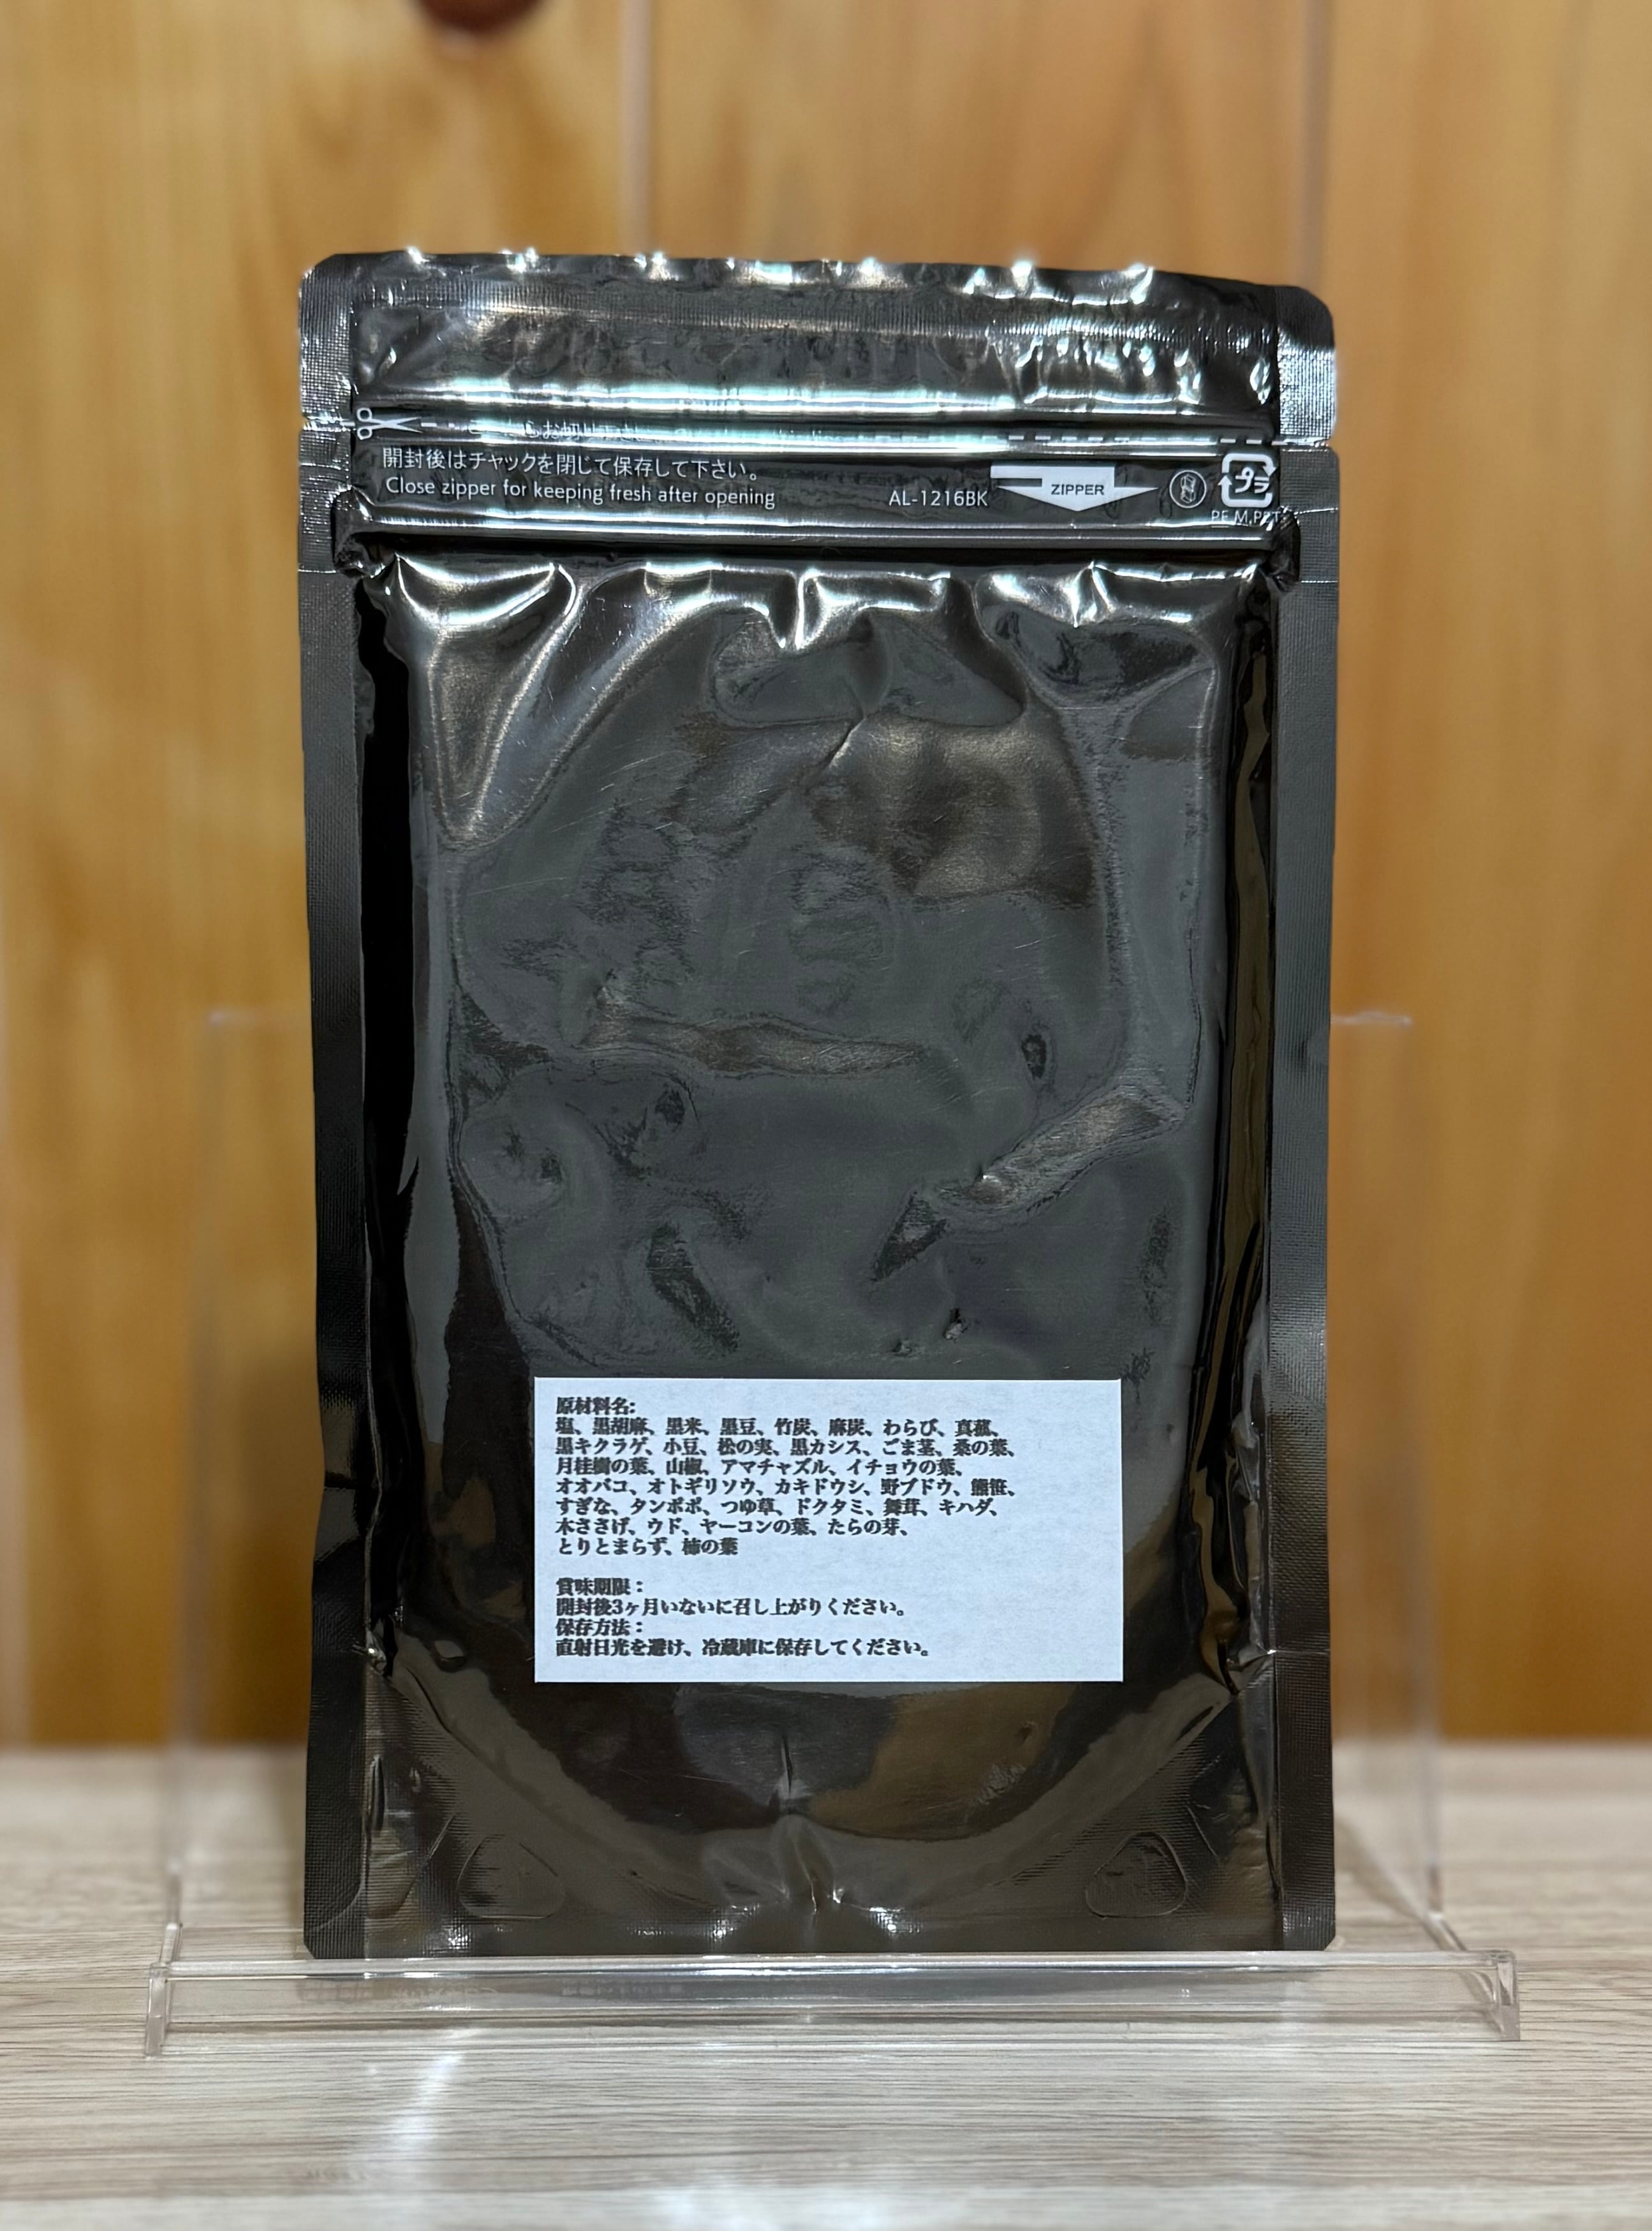 お切り
開封後はチャックを閉じて保存して下さい。
Close zipper for keeping fresh after opening
AL-1216BK
ZIPPER
プラ
PE,M,PET
原材料名:
塩、黒胡麻、黒米、黒豆、竹炭、麻炭、わらび、真菰、
黒キクラゲ、小豆、松の実、黒カシス、ごま茎、桑の葉、
月桂樹の葉、山椒、アマチャズル、イチョウの葉、
オオバコ、オトギリソウ、カキドウシ、野ブドウ、熊笹、
すぎな、タンポポ、つゆ草、ドクタミ、舞茸、キハダ、
木ささげ、ウド、ヤーコンの葉、たらの芽、
とりとまらず、柿の葉
賞味期限：
開封後3ヶ月いないに召し上がりください。
保存方法：
直射日光を避け、冷蔵庫に保存してください。